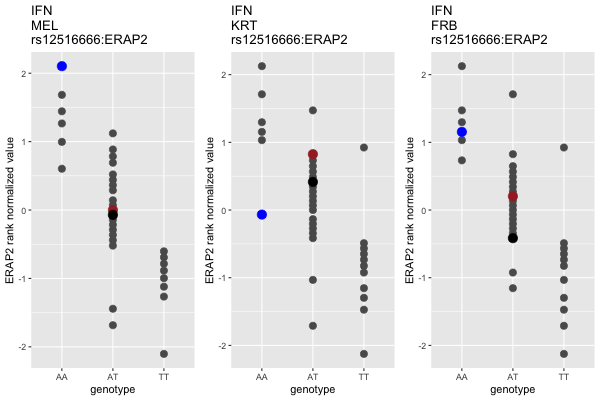 IFN
MEL
rs12516666:ERAP2
ERAP2 rank normalized value
2
1
0
-1
-2
AA AT TT
genotype
IFN
KRT
rs12516666:ERAP2
ERAP2 rank normalized value
2
1
0
-1
-2
AA AT TT
genotype
IFN
FRB
rs12516666:ERAP2
ERAP2 rank normalized value
2
1
0
-1
-2
AA AT TT
genotype